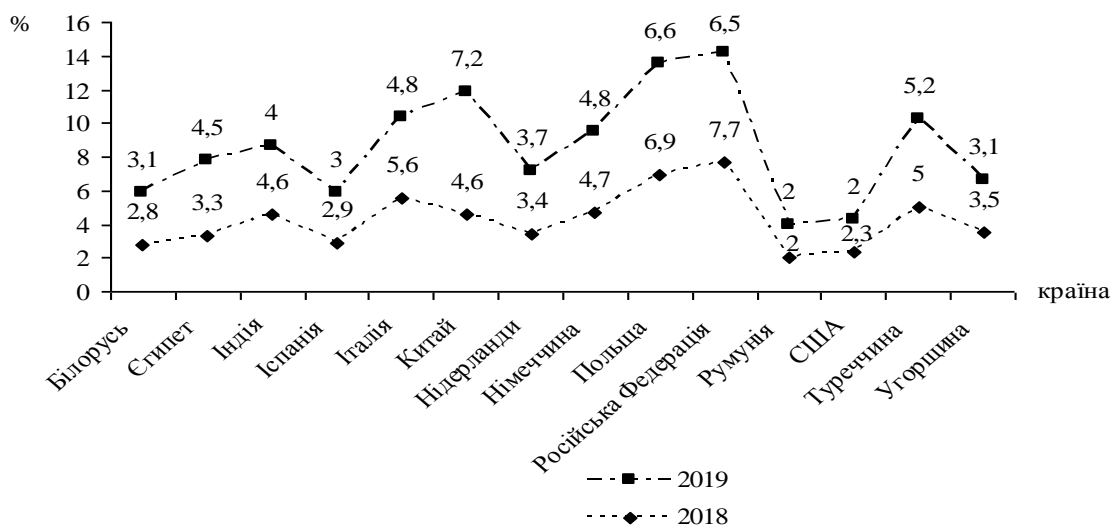 %
16
14
12
10
8
6
4
2
0
3,1
4,5
4
3
4,8
7,2
3,7
4,8
6,6
6,5
2
2
5,2
3,1
2,8
3,3
4,6
2,9
5,6
4,6
3,4
4,7
6,9
7,7
2
2,3
5
3,5
країна
Білорусь
Єгипет
Індія
Іспанія
Італія
Китай
Нідерланди
Німеччина
Польща
Російська Федерація
Румунія
США
Туреччина
Угорщина
2019
2018